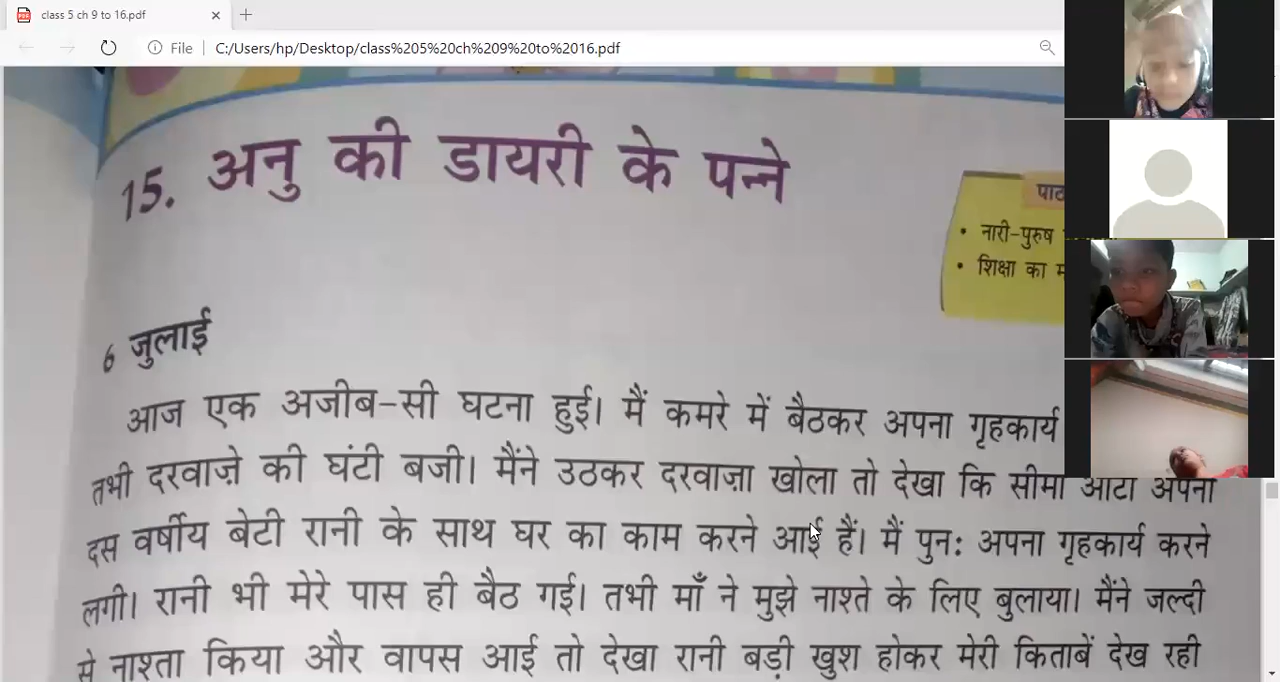 class 5 ch 9 to 16.pdf
File
C:/Users/hp/Desktop/class%205%20ch%209%20to%2016.pdf
15. अनु की डायरी के पन्ने
नारी-पुरुष
शिक्षा का
6 जुलाई
आज एक अजीब-सी घटना हुई। मैं कमरे में बैठकर अपना गृहकार्य
तभी दरवाज़े की घंटी बजी। मैंने उठकर दरवाज़ा खोला तो देखा कि सीमा
दस वर्षीय बेटी रानी के साथ घर का काम करने आई हैं। मैं पुनः अपना गृहकार्य करने
लगी। रानी भी मेरे पास ही बैठ गई। तभी माँ ने मुझे नाश्ते के लिए बुलाया। मैंने जल्दी
से नाश्ता किया और वापस आई तो देखा रानी बड़ी खुश होकर मेरी किताबें देख रही